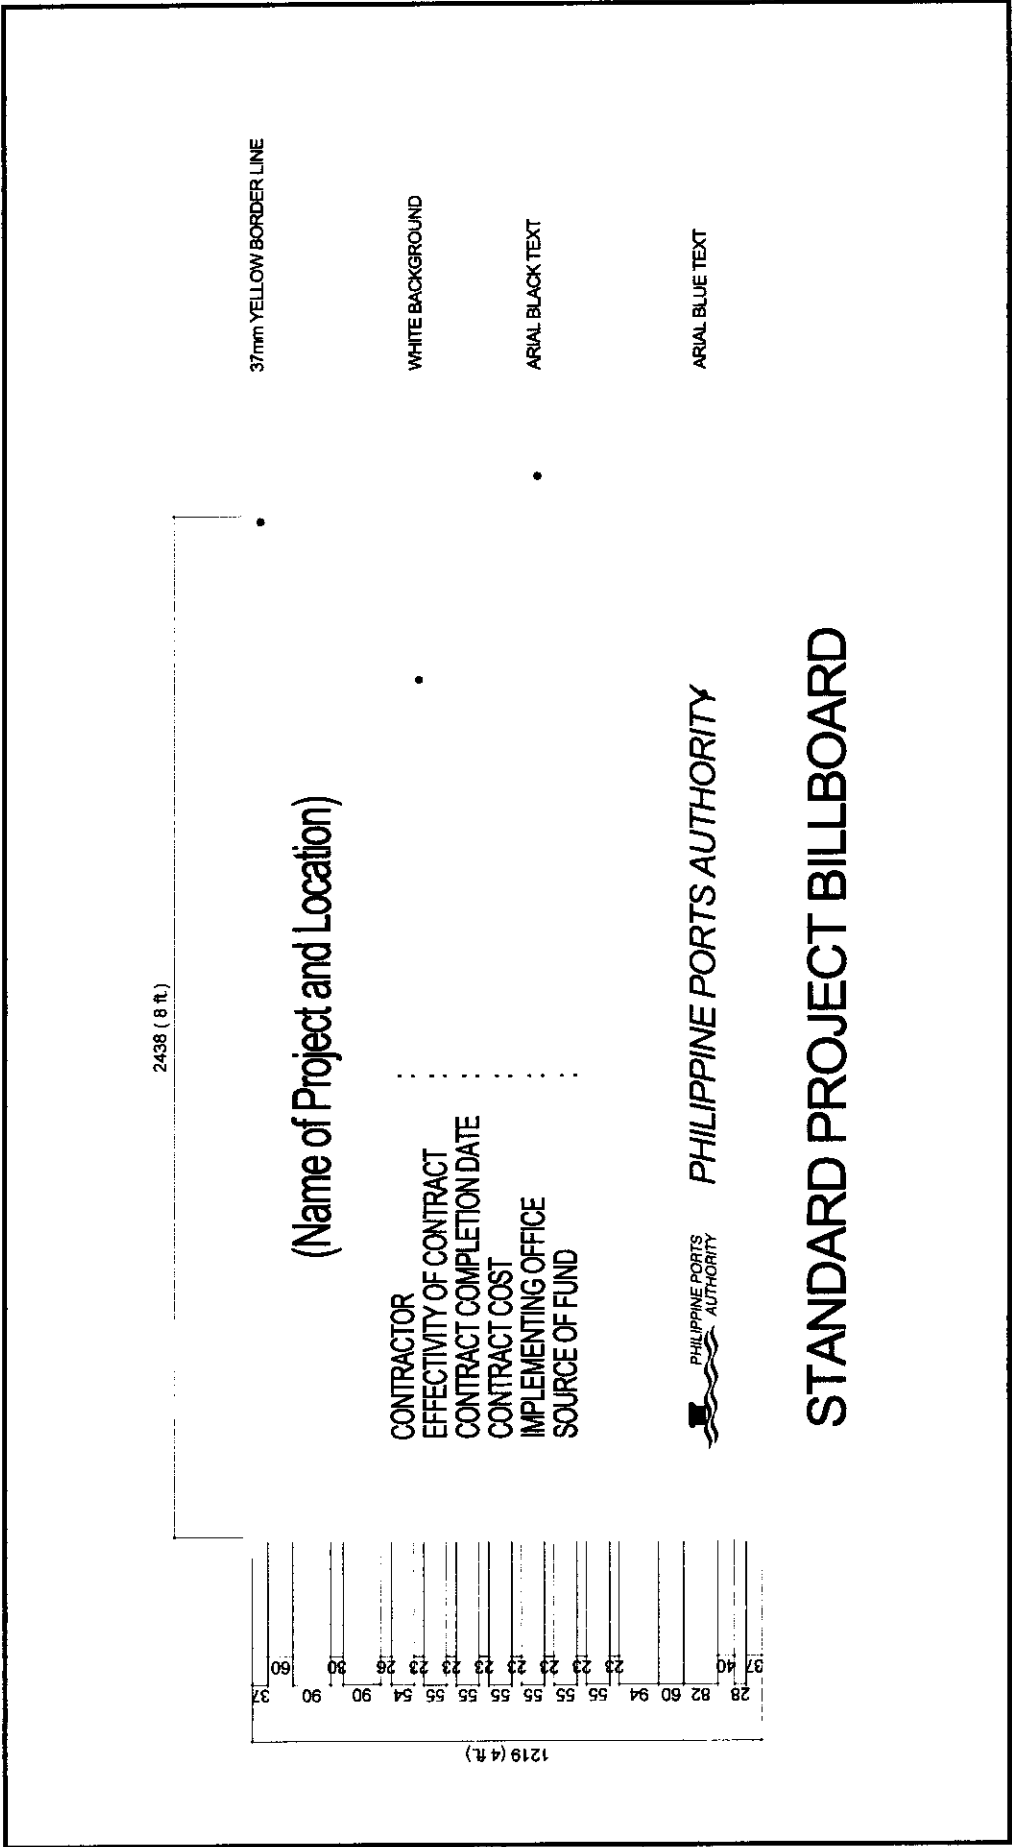 2438 ( 8 ft.)
1219 (4 ft.)
37
60
90
30
90
26
54
23
55
23
55
23
55
23
55
23
55
23
55
23
94
60
82
40
28
37
(Name of Project and Location)
CONTRACTOR :
EFFECTIVITY OF CONTRACT :
CONTRACT COMPLETION DATE :
CONTRACT COST :
IMPLEMENTING OFFICE :
SOURCE OF FUND :
PHILIPPINE PORTS
AUTHORITY
PHILIPPINE PORTS AUTHORITY
37mm YELLOW BORDER LINE
WHITE BACKGROUND
ARIAL BLACK TEXT
ARIAL BLUE TEXT
STANDARD PROJECT BILLBOARD